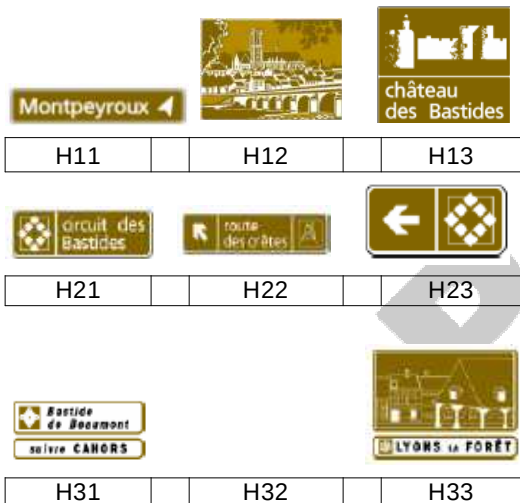 Montpeyroux
château
des Bastides
H11 H12 H13
circuit des
Bastides
route
des crêtes
H21 H22 H23
Bastide
de Beaumont
suivre CAHORS
LYONS LA FORÊT
H31 H32 H33